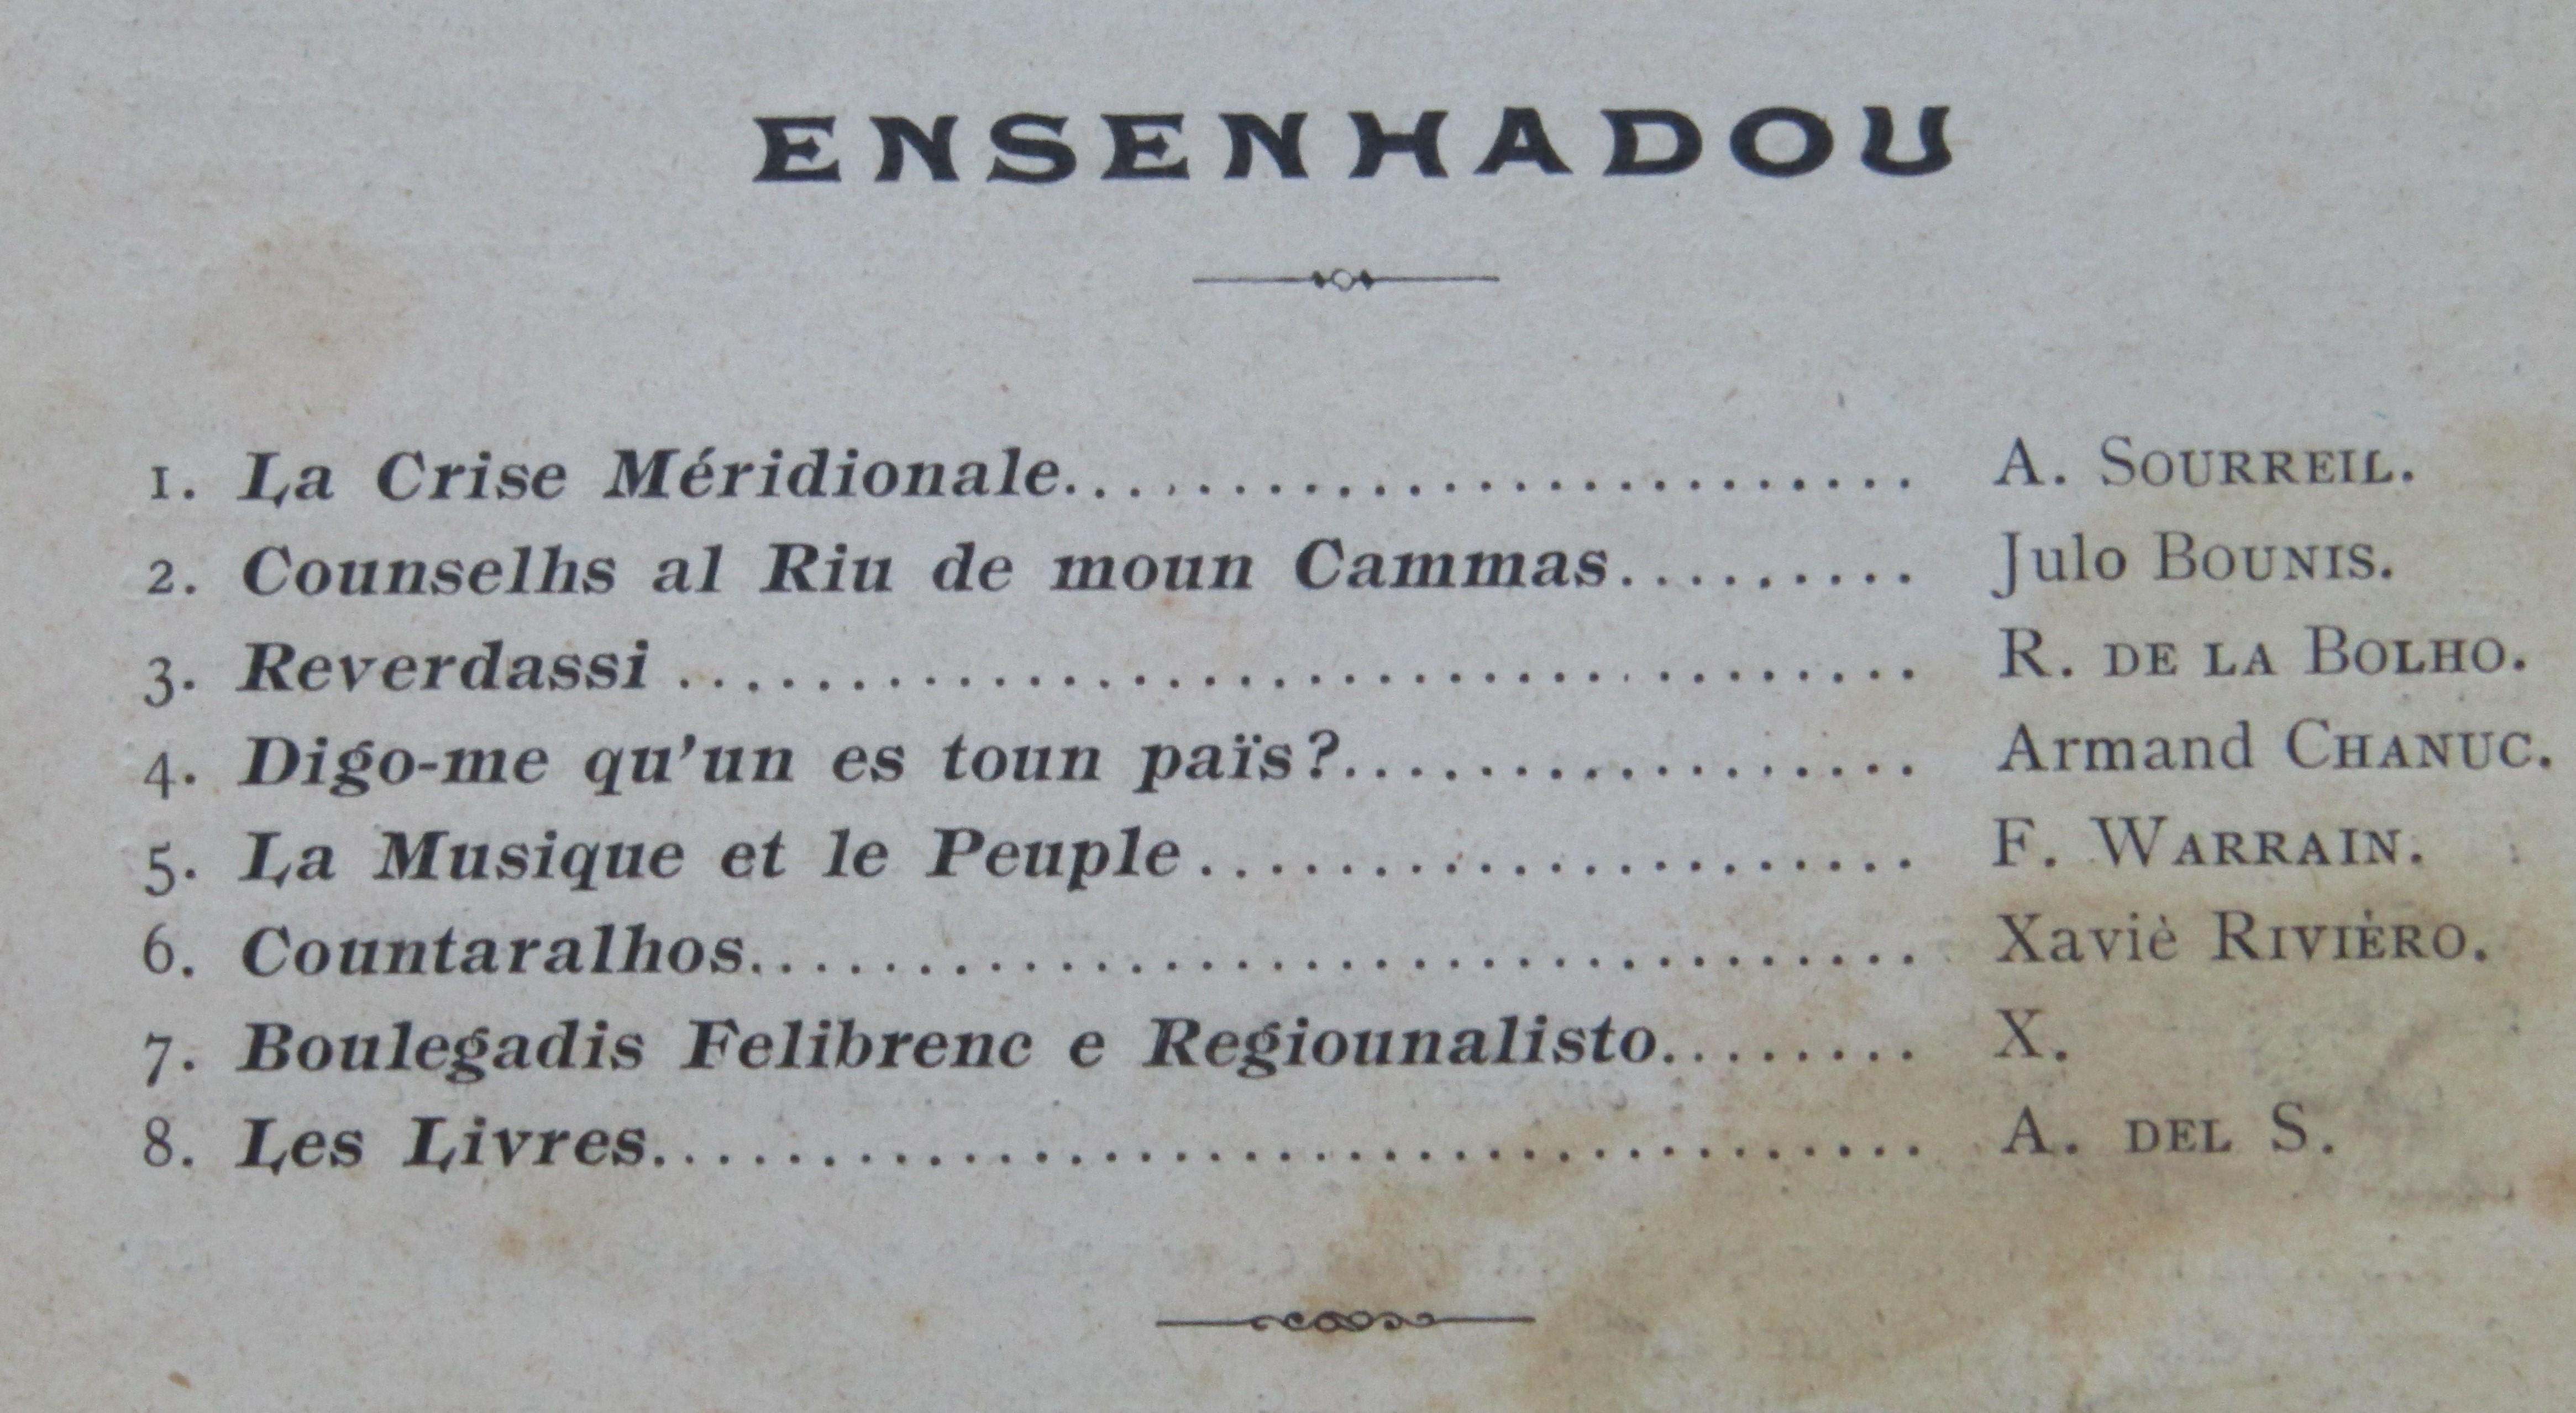 ENSENHADOU
1. La Crise Méridionale.......................... A. SOURREIL.
2. Counselhs al Riu de moun Cammas.......... Julo BOUNIS.
3. Reverdassi .................................... R. DE LA BOLHO.
4. Digo-me qu'un es toun païs?................. Armand CHANUC.
5. La Musique et le Peuple..................... F. WARRAIN.
6. Countaralhos.................................. Xaviè RIVIÈRO.
7. Boulegadis Felibrenc e Regiounalisto........ X.
8. Les Livres..................................... A. DEL S.